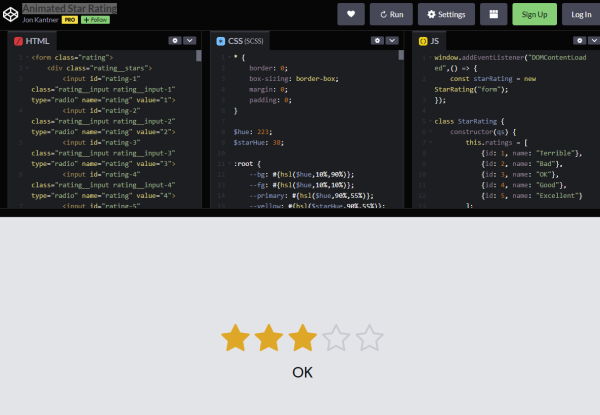 Animated Star Rating
Jon Kantner PRO + Follow
Run
Settings
Sign Up
Log In
HTML
<form class="rating">
<div class="rating__stars">
<input id="rating-1"
class="rating__input rating__input-1"
type="radio" name="rating" value="1">
<input id="rating-2"
class="rating__input rating__input-2"
type="radio" name="rating" value="2">
<input id="rating-3"
class="rating__input rating__input-3"
type="radio" name="rating" value="3">
<input id="rating-4"
class="rating__input rating__input-4"
type="radio" name="rating" value="4">
<input id="rating-5"
CSS (SCSS)
* {
border: 0;
box-sizing: border-box;
margin: 0;
padding: 0;
}
$hue: 223;
$starHue: 38;
:root {
--bg: #{hsl($hue,10%,90%)};
--fg: #{hsl($hue,10%,10%)};
--primary: #{hsl($hue,90%,55%)};
--yellow: #{hsl($starHue,90%,55%)};
JS
window.addEventListener("DOMContentLoad
ed",() => {
const starRating = new
StarRating("form");
});
class StarRating {
constructor(qs) {
this.ratings = [
{id: 1, name: "Terrible"},
{id: 2, name: "Bad"},
{id: 3, name: "OK"},
{id: 4, name: "Good"},
{id: 5, name: "Excellent"}
];
OK